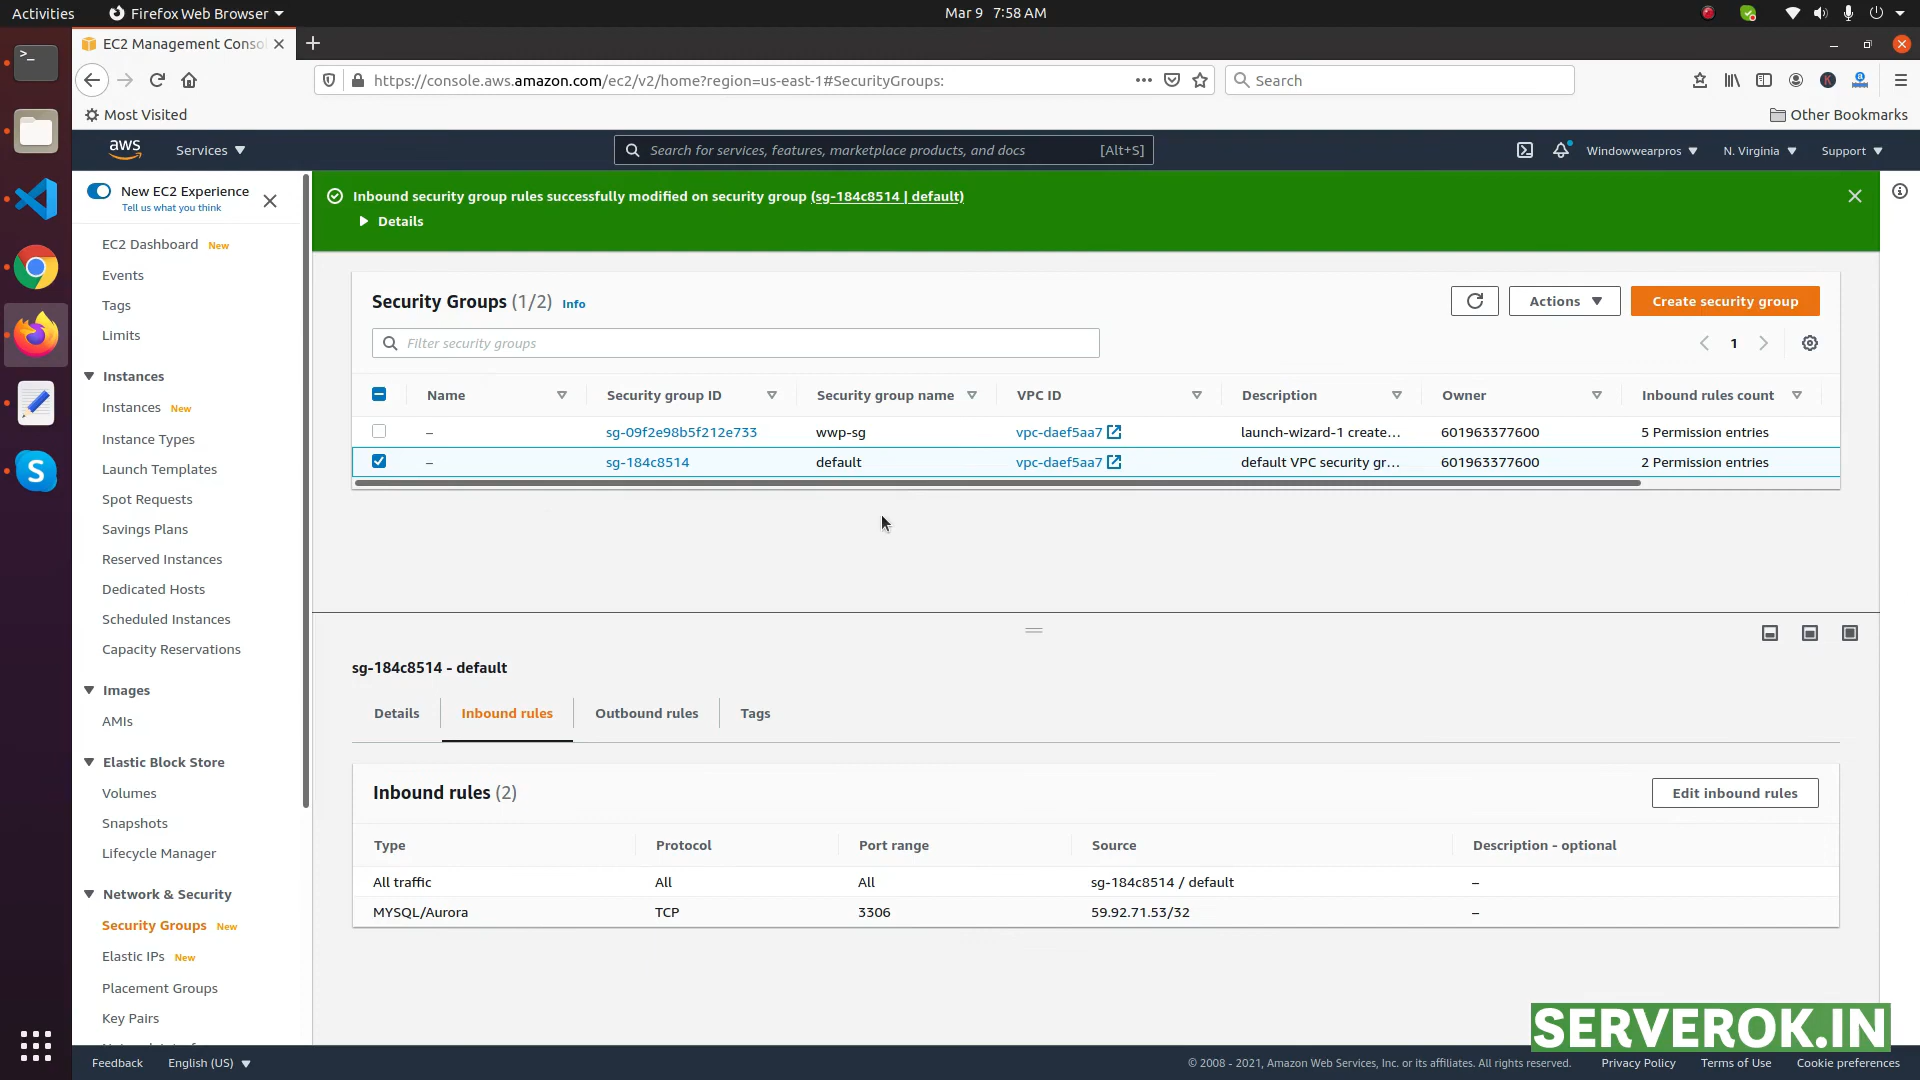 Activities
Firefox Web Browser
Mar 9 7:58 AM
EC2 Management Conso
https://console.aws.amazon.com/ec2/v2/home?region=us-east-1#SecurityGroups:
Search
Most Visited
Other Bookmarks
aws
Services
Search for services, features, marketplace products, and docs
[Alt+S]
Windowwearpros
N. Virginia
Support
New EC2 Experience
Tell us what you think
EC2 Dashboard New
Events
Tags
Limits
Instances
Instances New
Instance Types
Launch Templates
Spot Requests
Savings Plans
Reserved Instances
Dedicated Hosts
Scheduled Instances
Capacity Reservations
Images
AMIs
Elastic Block Store
Volumes
Snapshots
Lifecycle Manager
Network & Security
Security Groups New
Elastic IPs New
Placement Groups
Key Pairs
Inbound security group rules successfully modified on security group (sg-184c8514 | default)
Details
Security Groups (1/2) Info
Actions
Create security group
Filter security groups
1
Name Security group ID Security group name VPC ID Description Owner Inbound rules count
– sg-09f2e98b5f212e733 wwp-sg vpc-daef5aa7 launch-wizard-1 create... 601963377600 5 Permission entries
– sg-184c8514 default vpc-daef5aa7 default VPC security gr... 601963377600 2 Permission entries
sg-184c8514 - default
Details Inbound rules Outbound rules Tags
Inbound rules (2)
Edit inbound rules
Type Protocol Port range Source Description - optional
All traffic All All sg-184c8514 / default –
MYSQL/Aurora TCP 3306 59.92.71.53/32 –
SERVEROK.IN
Feedback English (US)
© 2008 - 2021, Amazon Web Services, Inc. or its affiliates. All rights reserved. Privacy Policy Terms of Use Cookie preferences